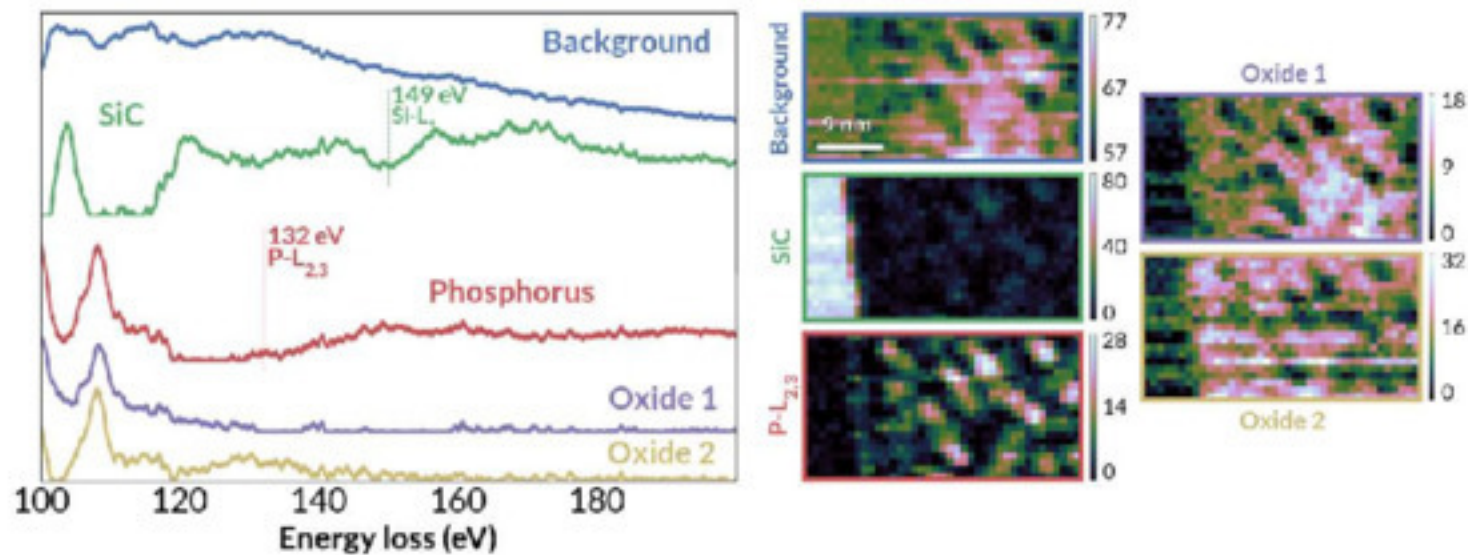 Background
SiC
149 eV
Si-L₁
132 eV
P-L₂,₃
Phosphorus
Oxide 1
Oxide 2
100
120
140
160
180
Energy loss (eV)
Background
9 nm
77
67
57
SiC
80
40
0
P-L₂,₃
28
14
0
Oxide 1
18
9
0
32
16
0
Oxide 2